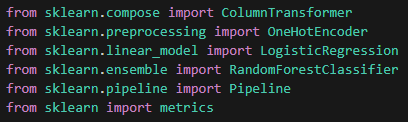 from sklearn.compose import ColumnTransformer
from sklearn.preprocessing import OneHotEncoder
from sklearn.linear_model import LogisticRegression
from sklearn.ensemble import RandomForestClassifier
from sklearn.pipeline import Pipeline
from sklearn import metrics